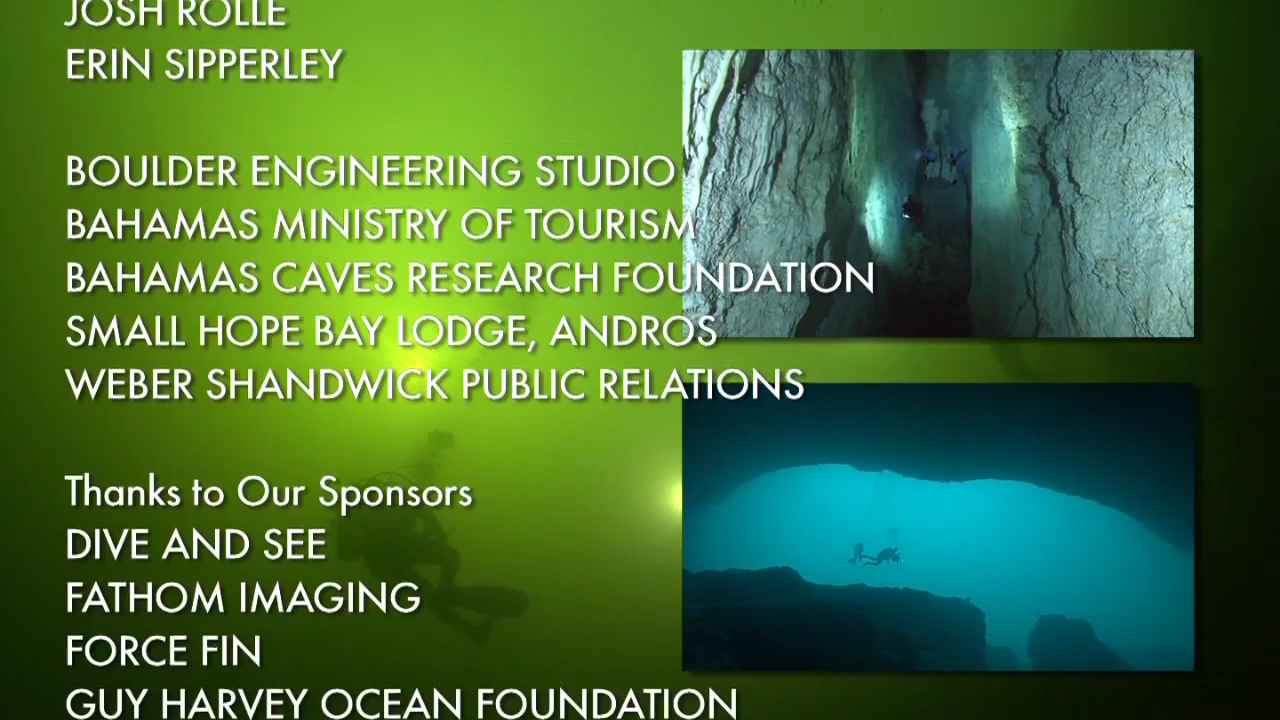 JOSH ROLLE
ERIN SIPPERLEY
BOULDER ENGINEERING STUDIO
BAHAMAS MINISTRY OF TOURISM
BAHAMAS CAVES RESEARCH FOUNDATION
SMALL HOPE BAY LODGE, ANDROS
WEBER SHANDWICK PUBLIC RELATIONS
Thanks to Our Sponsors
DIVE AND SEE
FATHOM IMAGING
FORCE FIN
GUY HARVEY OCEAN FOUNDATION